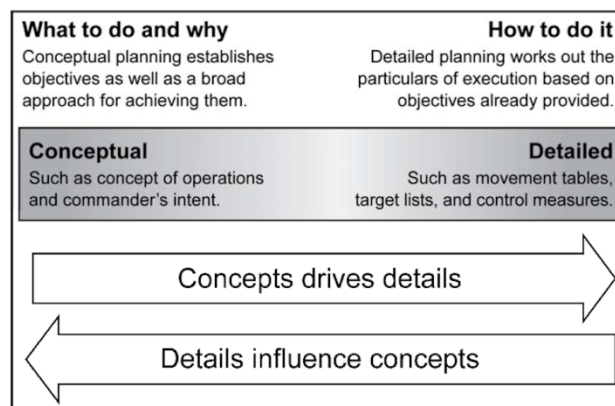 What to do and why
Conceptual planning establishes
objectives as well as a broad
approach for achieving them.
How to do it
Detailed planning works out the
particulars of execution based on
objectives already provided.
Conceptual
Such as concept of operations
and commander's intent.
Detailed
Such as movement tables,
target lists, and control measures.
Concepts drives details
Details influence concepts